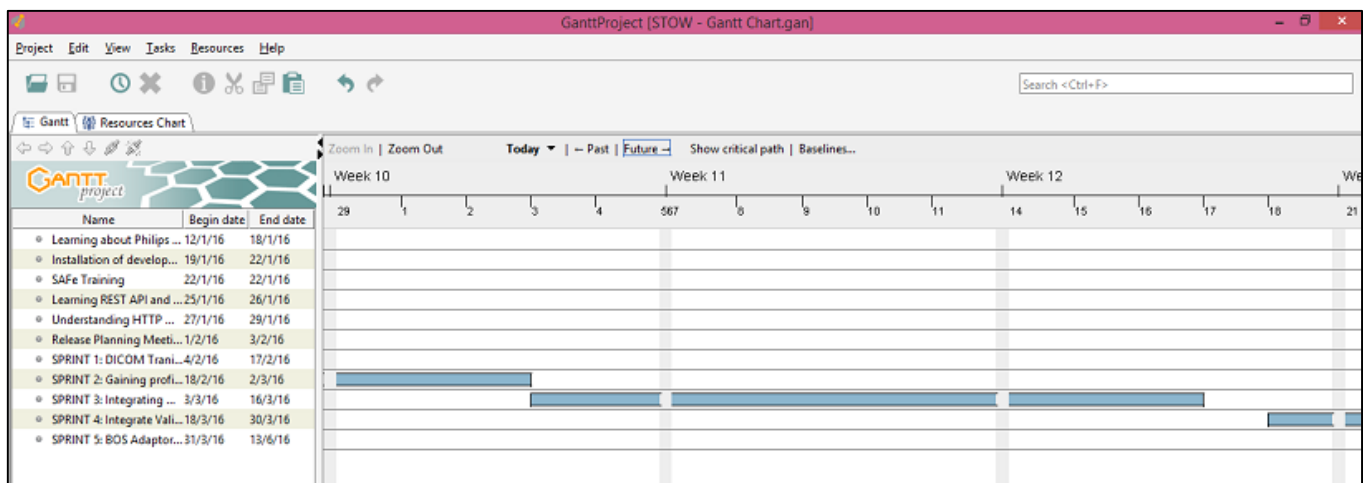 GanttProject [STOW - Gantt Chart.gan]
Project Edit View Tasks Resources Help
Search <Ctrl+F>
Gantt Resources Chart
Zoom In | Zoom Out Today | ← Past | Future → Show critical path | Baselines...
GANTT project
Week 10 Week 11 Week 12 We
29 1 2 3 4 567 8 9 10 11 14 15 16 17 18 21
Name Begin date End date
Learning about Philips ... 12/1/16 18/1/16
Installation of develop... 19/1/16 22/1/16
SAFe Training 22/1/16 22/1/16
Learning REST API and ... 25/1/16 26/1/16
Understanding HTTP ... 27/1/16 29/1/16
Release Planning Meeti... 1/2/16 3/2/16
SPRINT 1: DICOM Trani... 4/2/16 17/2/16
SPRINT 2: Gaining profi... 18/2/16 2/3/16
SPRINT 3: Integrating ... 3/3/16 16/3/16
SPRINT 4: Integrate Vali... 18/3/16 30/3/16
SPRINT 5: BOS Adaptor... 31/3/16 13/6/16